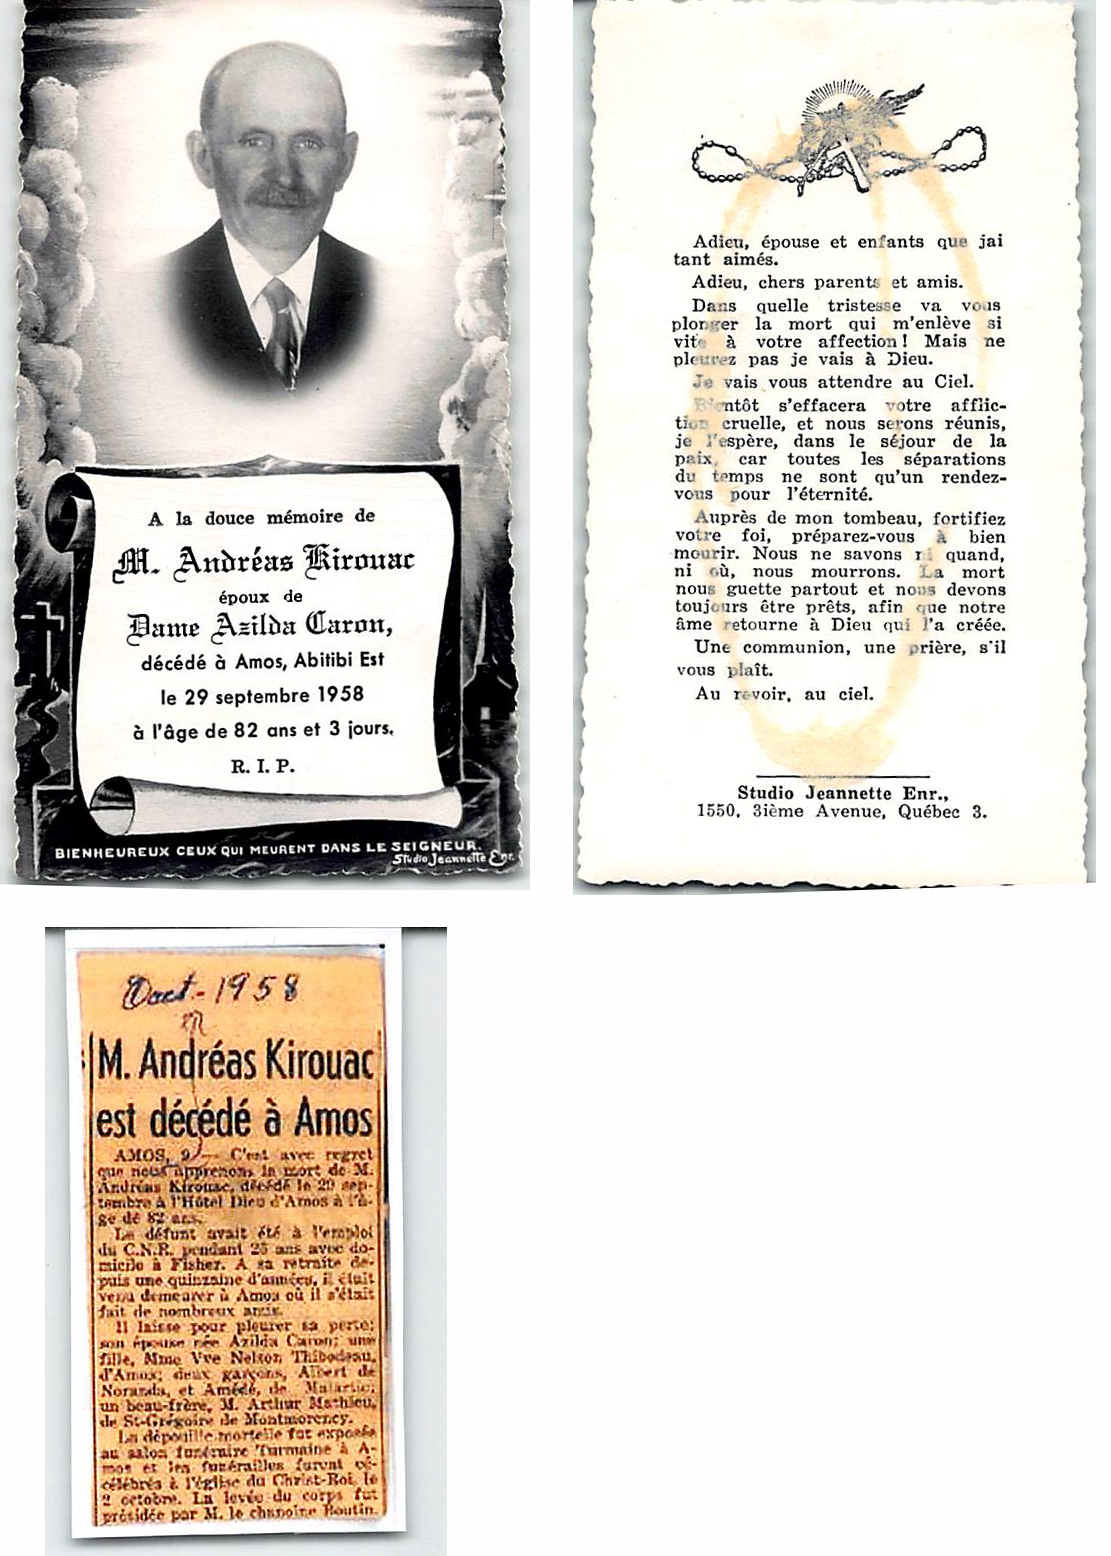 A la douce mémoire de
M. Andréas Kirouac
époux de
Dame Azilda Caron,
décédé à Amos, Abitibi Est
le 29 septembre 1958
à l'âge de 82 ans et 3 jours.
R. I. P.
BIENHEUREUX CEUX QUI MEURENT DANS LE SEIGNEUR.
Studio Jeannette Enr.
Adieu, épouse et enfants que jai
tant aimés.
Adieu, chers parents et amis.
Dans quelle tristesse va vous
plonger la mort qui m'enlève si
vite à votre affection! Mais ne
pleurez pas je vais à Dieu.
Je vais vous attendre au Ciel.
Bientôt s'effacera votre afflic-
tion cruelle, et nous serons réunis,
je l'espère, dans le séjour de la
paix, car toutes les séparations
du temps ne sont qu'un rendez-
vous pour l'éternité.
Auprès de mon tombeau, fortifiez
votre foi, préparez-vous à bien
mourir. Nous ne savons ni quand,
ni où, nous mourrons. La mort
nous guette partout et nous devons
toujours être prêts, afin que notre
âme retourne à Dieu qui l'a créée.
Une communion, une prière, s'il
vous plaît.
Au revoir, au ciel.
Studio Jeannette Enr.,
1550, 3ième Avenue, Québec 3.
Oact.-1958
M. Andréas Kirouac
est décédé à Amos
AMOS, 9 — C'est avec regret
que nous apprenons la mort de M.
Andréas Kirouac, décédé le 29 sep-
tembre à l'Hôtel Dieu d'Amos à l'â-
ge dé 82 ans.
Le défunt avait été à l'emploi
du C.N.R. pendant 25 ans avec do-
micile à Fisher. A sa retraite de-
puis une quinzaine d'années, il était
venu demeurer à Amos où il s'était
fait de nombreux amis.
Il laisse pour pleurer sa perte;
son épouse née Azilda Caron; une
fille, Mme Vve Nelson Thibodeau,
d'Amos; deux garçons, Albert de
Noranda, et Amédé, de Malartic;
un beau-frère, M. Arthur Mathieu,
de St-Grégoire de Montmorency.
La dépouille mortelle fut exposée
au salon funéraire Turmaine à A-
mos et les funérailles furent cé-
célébrés à l'église du Christ-Roi, le
2 octobre. La levée du corps fut
présidée par M. le chanoine Boutin.